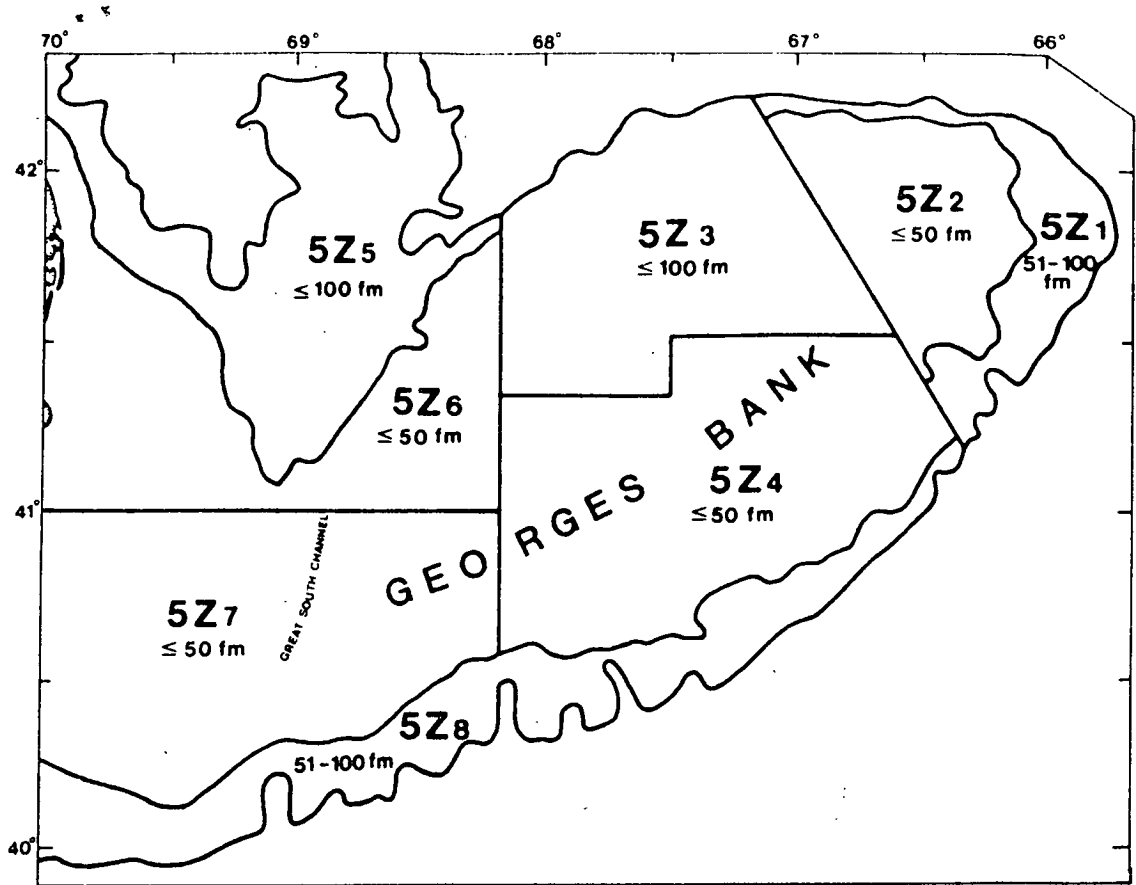 70° 69° 68° 67° 66°
42°
41°
40°
5Z1
51-100
fm
5Z2
≤50 fm
5Z3
≤100 fm
5Z5
≤100 fm
5Z6
≤50 fm
5Z4
≤50 fm
GEORGES BANK
GREAT SOUTH CHANNEL
5Z7
≤50 fm
5Z8
51-100 fm